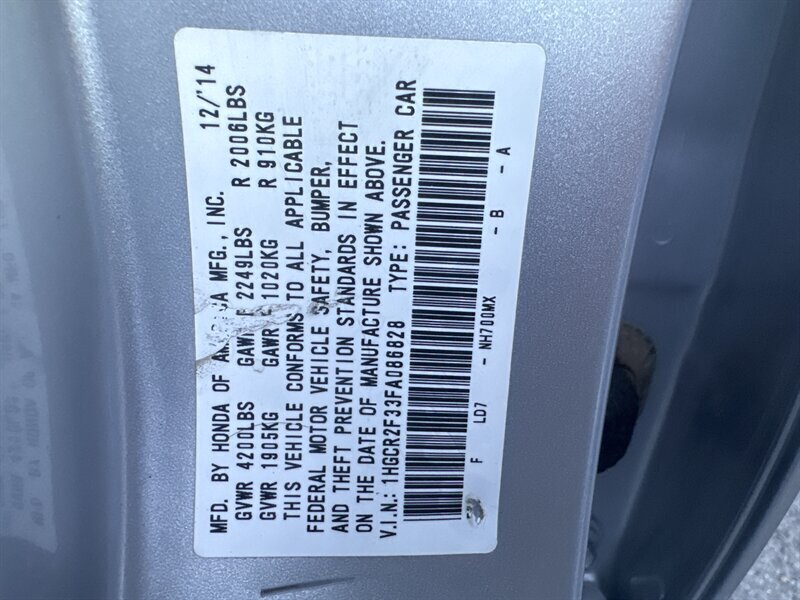 MFD. BY HONDA OF AMERICA MFG., INC. 12/'14
GVWR 4200LBS GAWR F 2249LBS R 2006LBS
GVWR 1905KG GAWR F 1020KG R 910KG
THIS VEHICLE CONFORMS TO ALL APPLICABLE
FEDERAL MOTOR VEHICLE SAFETY, BUMPER,
AND THEFT PREVENTION STANDARDS IN EFFECT
ON THE DATE OF MANUFACTURE SHOWN ABOVE.
V.I.N.: 1HGCR2F33FA086828 TYPE: PASSENGER CAR
F LD7 - NH700MX - B - A